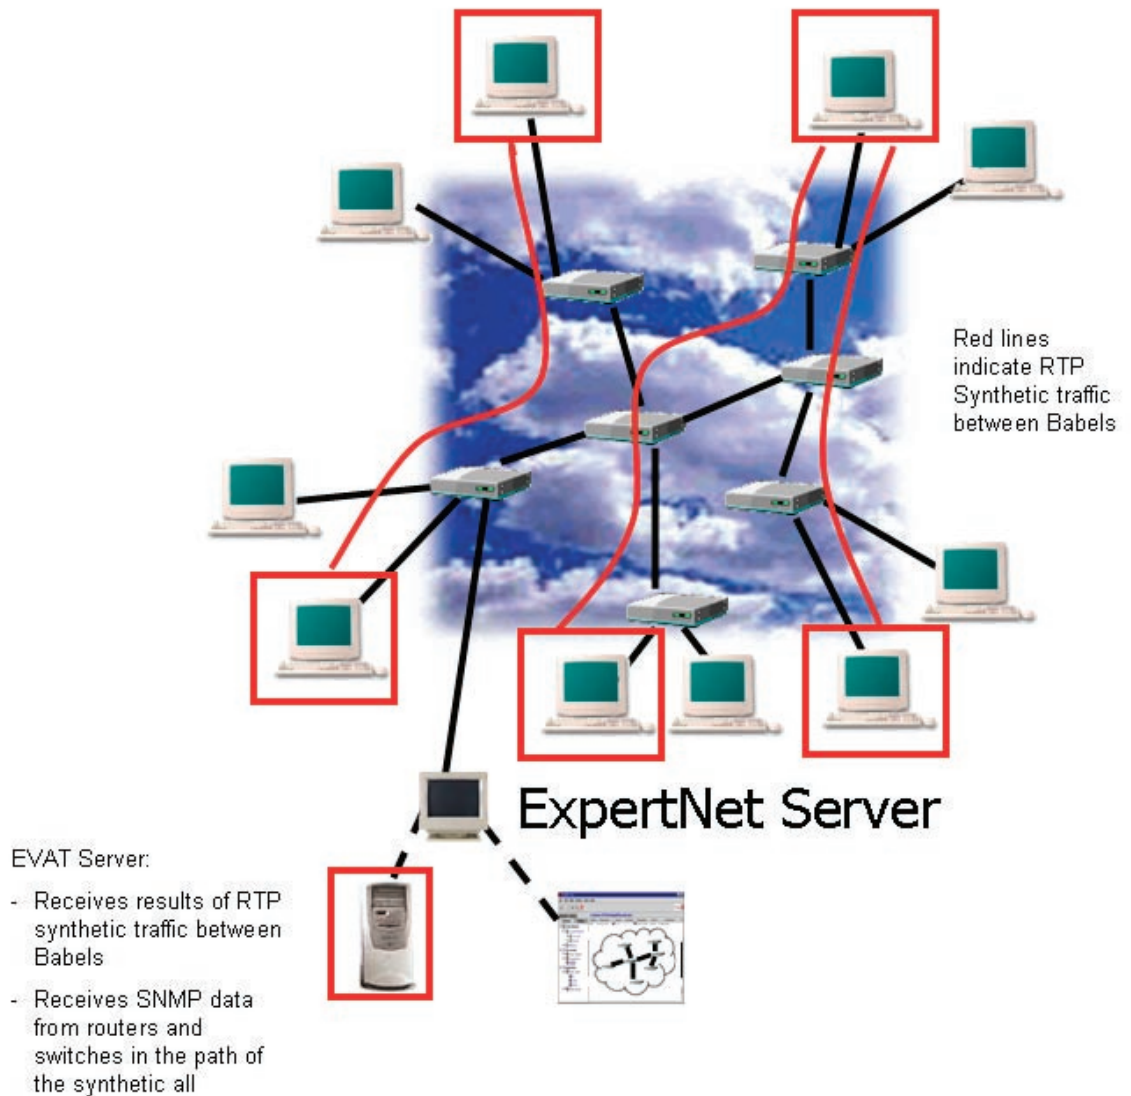 Red lines
indicate RTP
Synthetic traffic
between Babels
ExpertNet Server
EVAT Server:
- Receives results of RTP
synthetic traffic between
Babels
- Receives SNMP data
from routers and
switches in the path of
the synthetic all